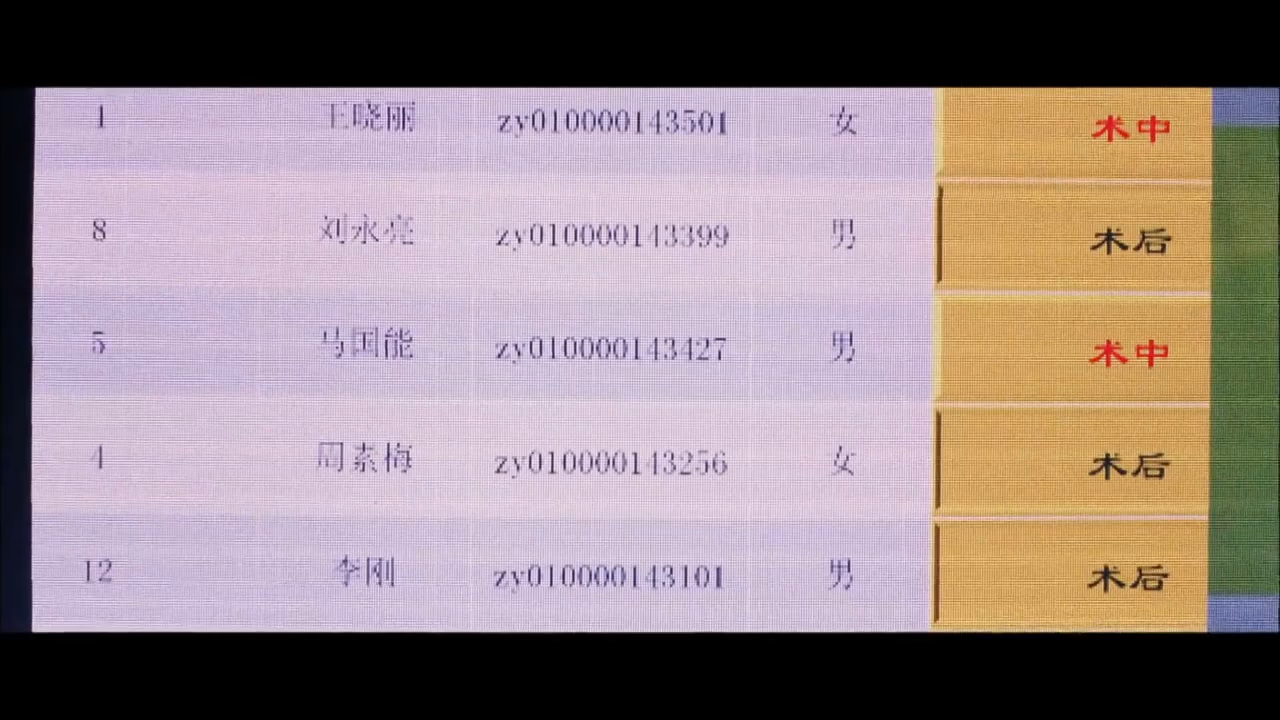 1 王晓丽 zy010000143501 女 术中
8 刘永亮 zy010000143399 男 术后
5 马国能 zy010000143427 男 术中
4 周素梅 zy010000143256 女 术后
12 李刚 zy010000143101 男 术后